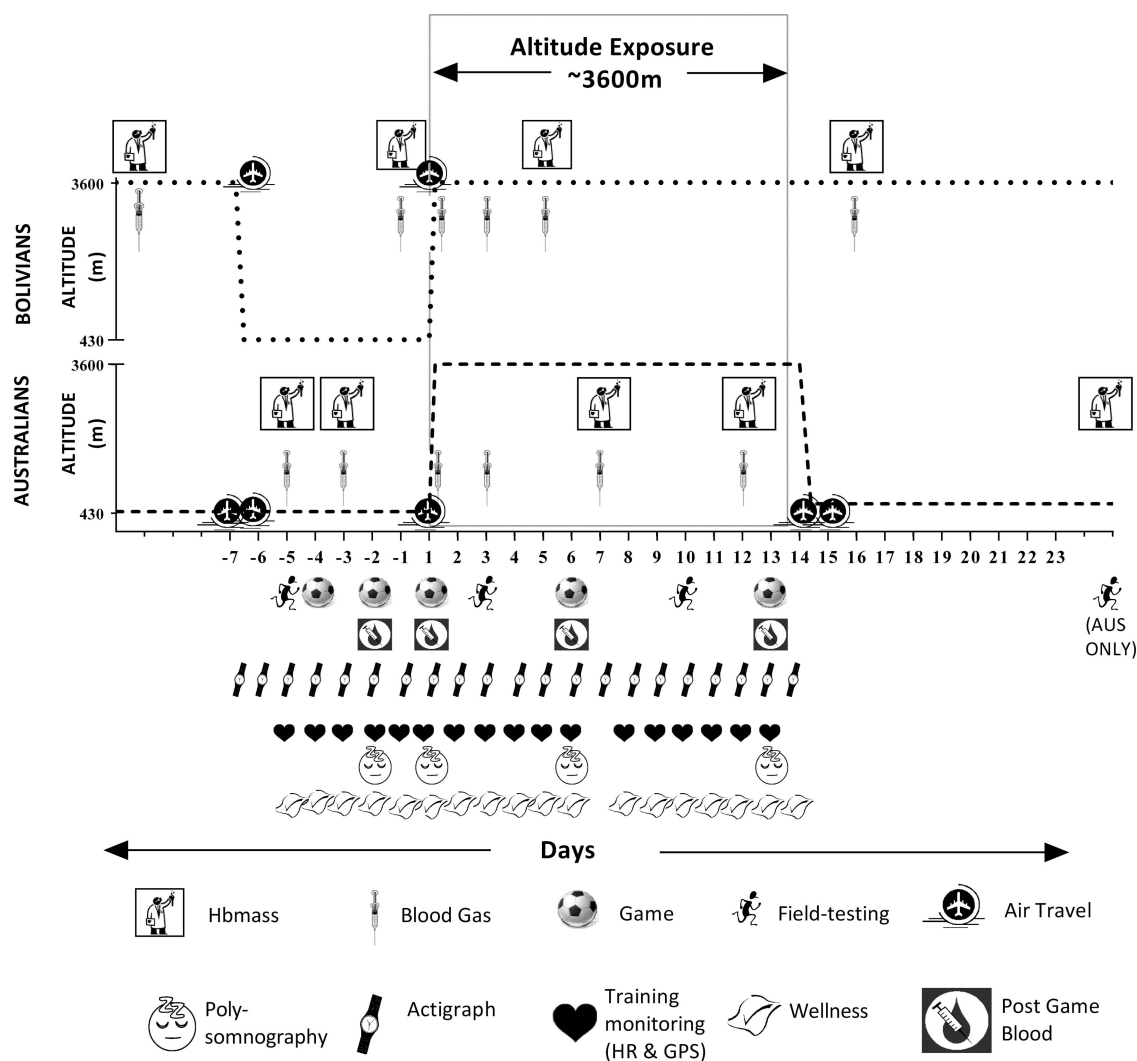 Altitude Exposure
~3600m
BOLIVIANS
ALTITUDE
(m)
3600
430
AUSTRALIANS
ALTITUDE
(m)
3600
430
-7 -6 -5 -4 -3 -2 -1 1 2 3 4 5 6 7 8 9 10 11 12 13 14 15 16 17 18 19 20 21 22 23
(AUS
ONLY)
Days
Hbmass
Blood Gas
Game
Field-testing
Air Travel
Poly-
somnography
Actigraph
Training
monitoring
(HR & GPS)
Wellness
Post Game
Blood